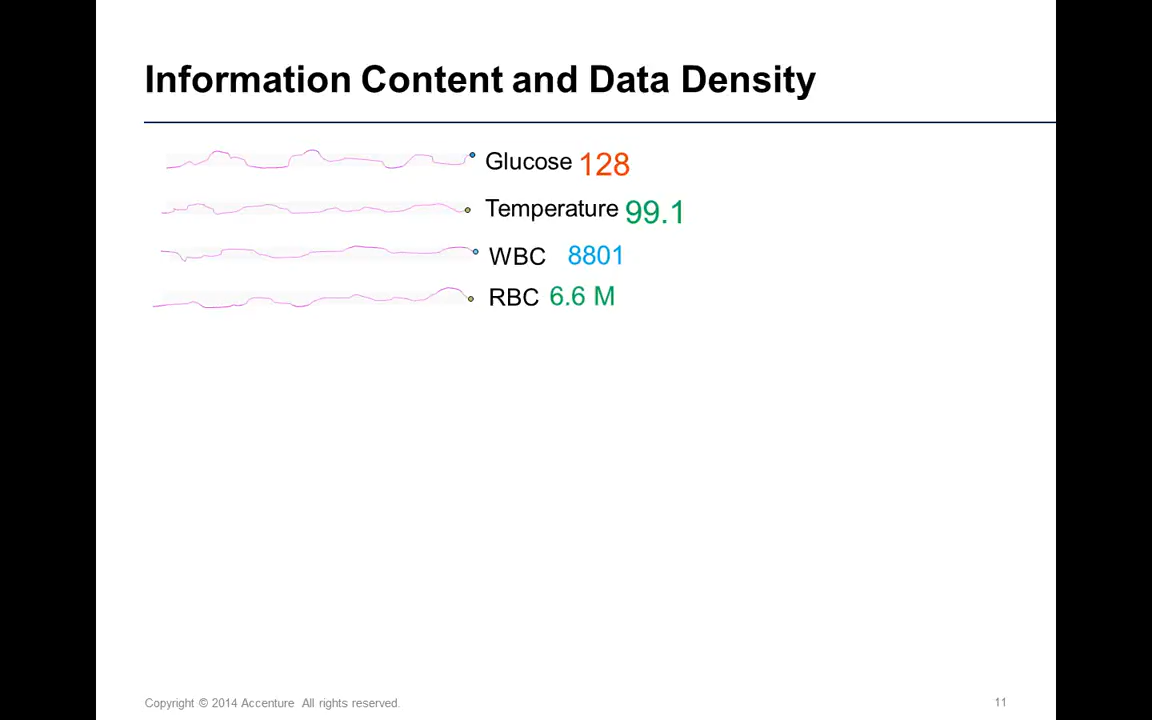 Information Content and Data Density
Glucose 128
Temperature 99.1
WBC 8801
RBC 6.6 M
Copyright © 2014 Accenture All rights reserved.
11